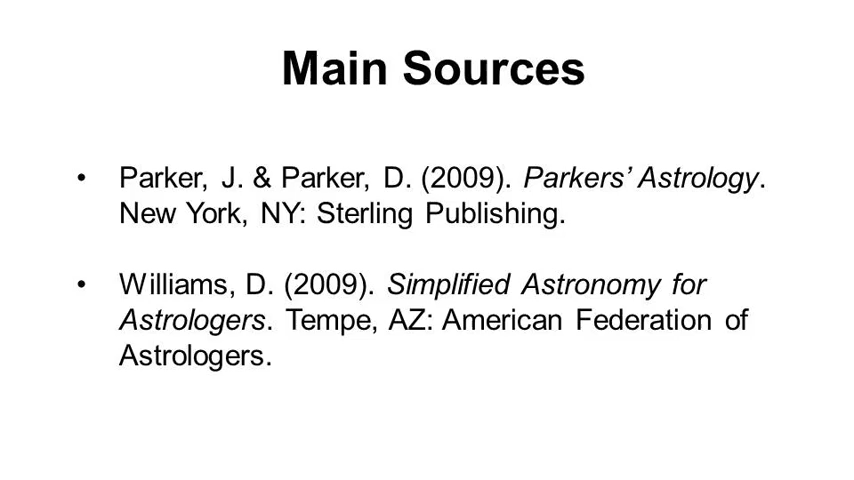 Main Sources
• Parker, J. & Parker, D. (2009). Parkers’ Astrology.
New York, NY: Sterling Publishing.
• Williams, D. (2009). Simplified Astronomy for
Astrologers. Tempe, AZ: American Federation of
Astrologers.